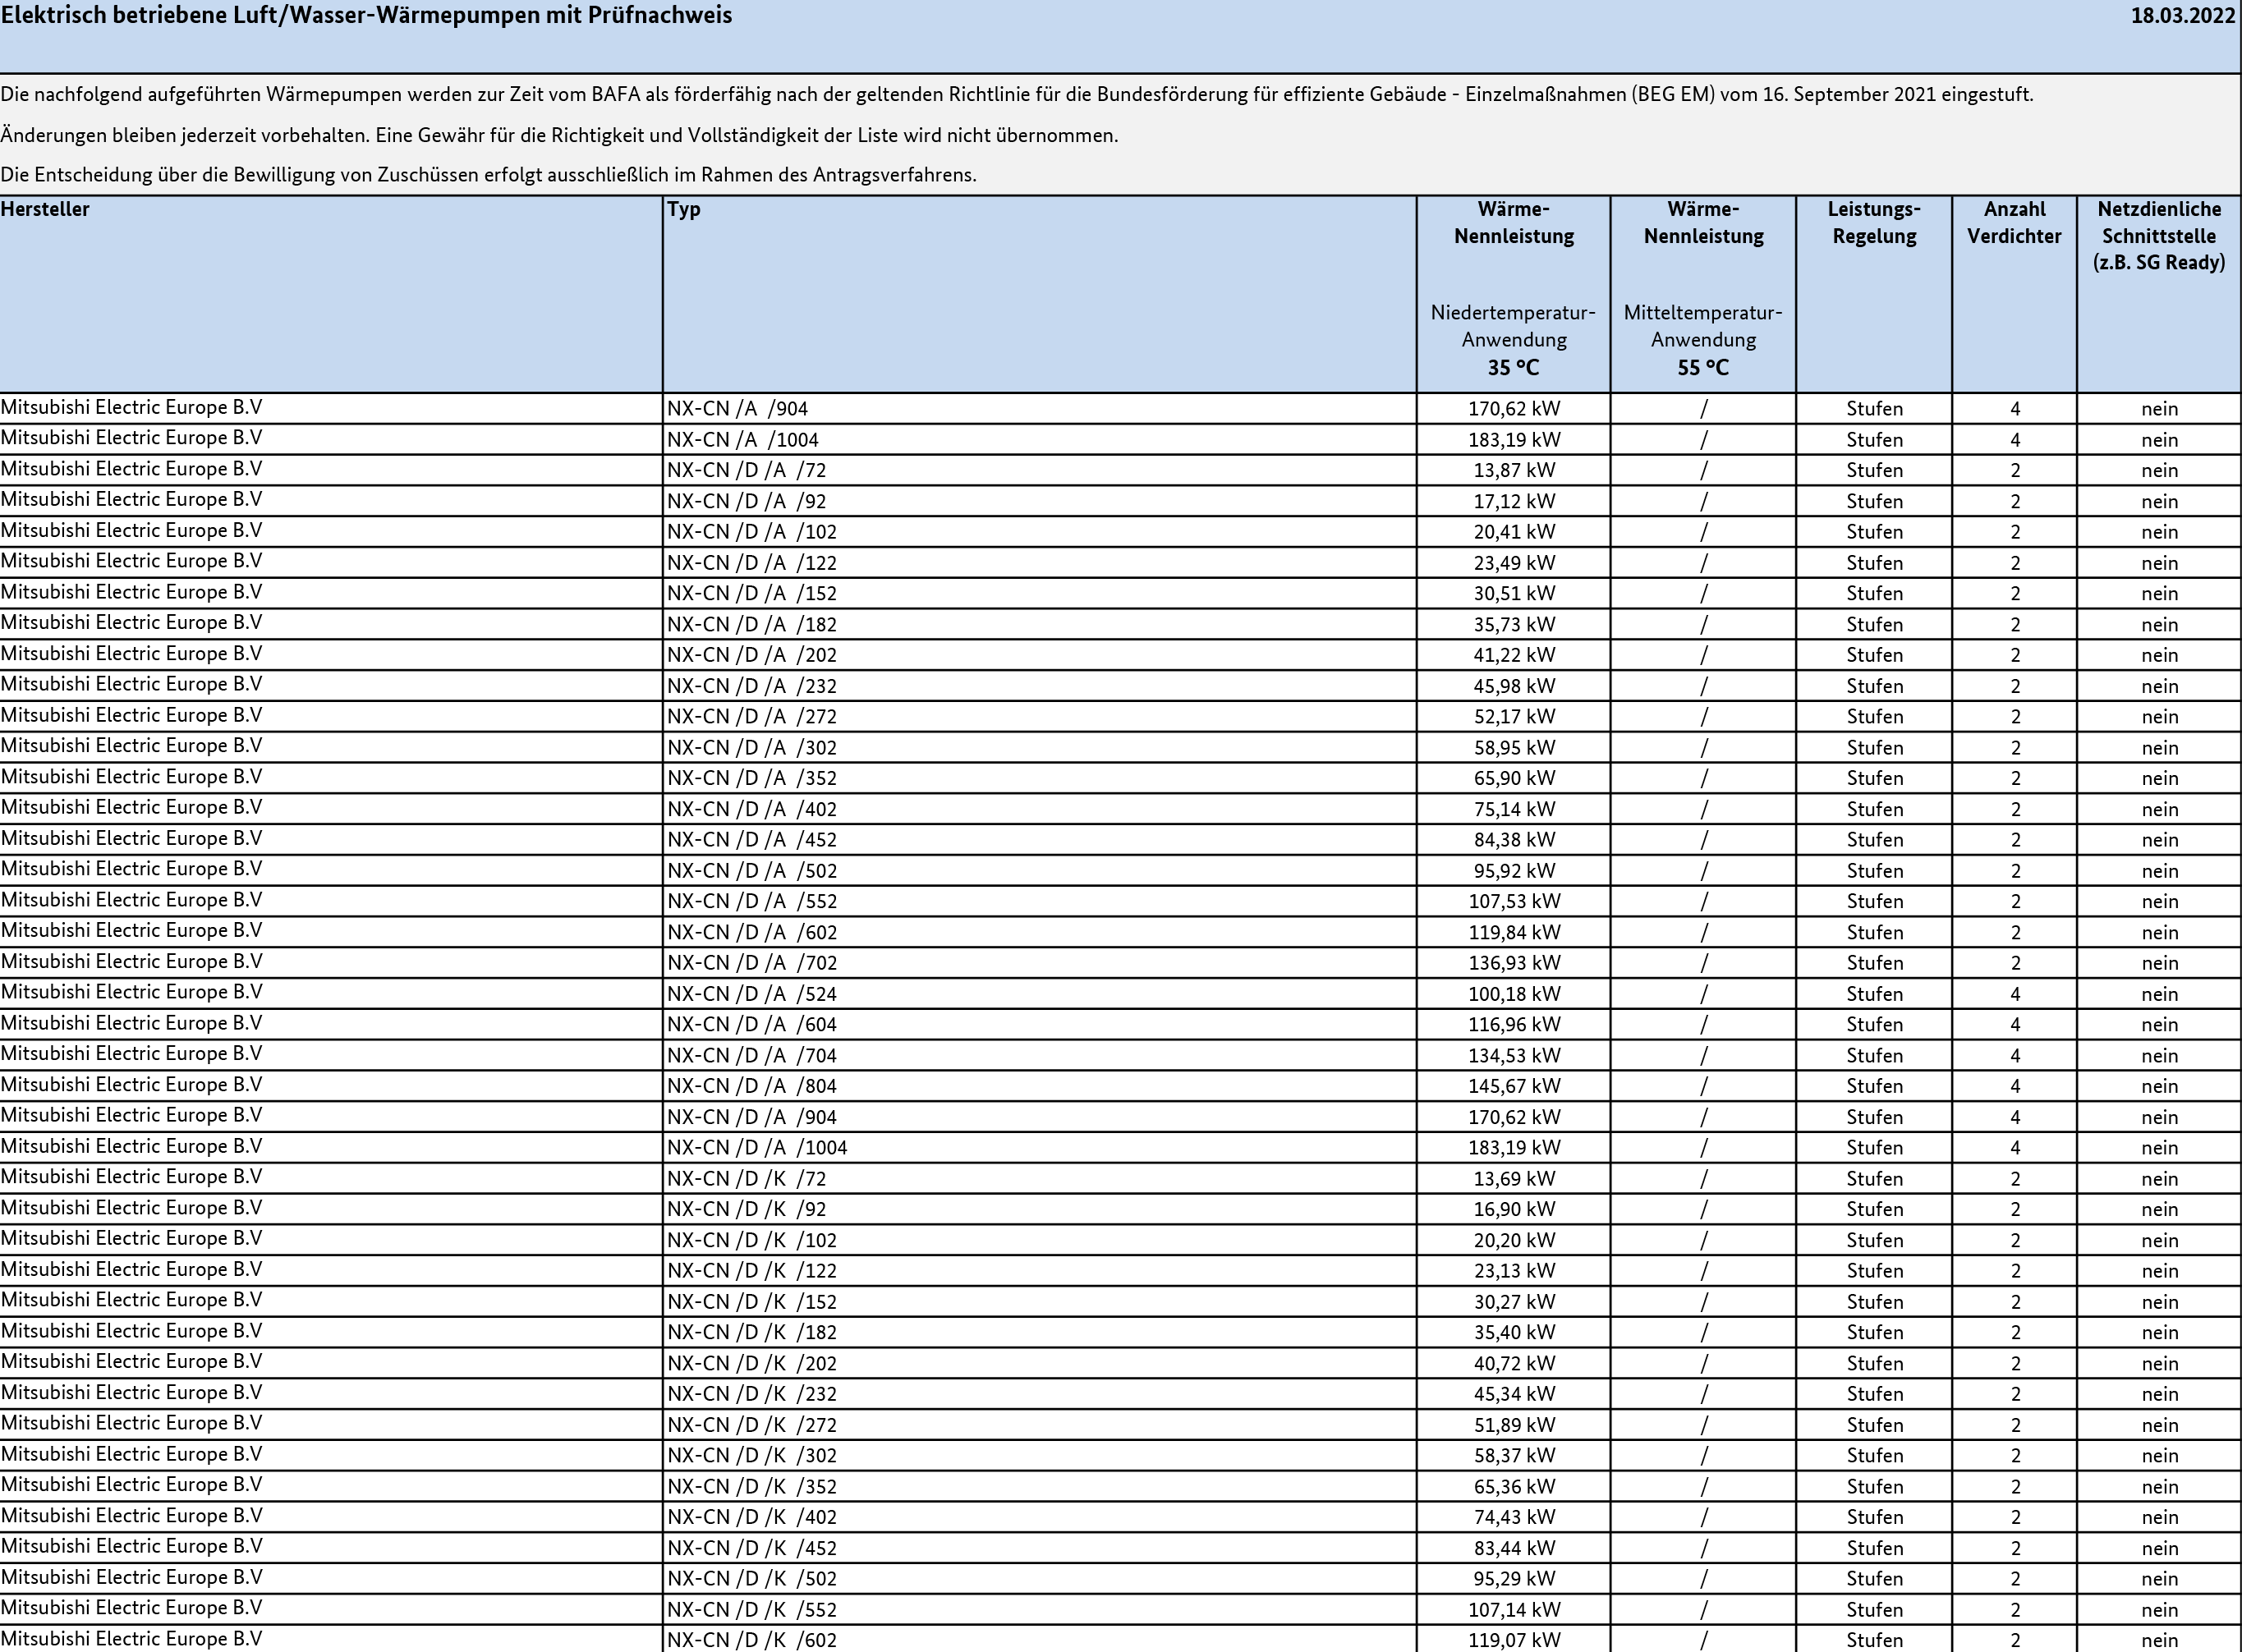 Elektrisch betriebene Luft/Wasser-Wärmepumpen mit Prüfnachweis 18.03.2022
Die nachfolgend aufgeführten Wärmepumpen werden zur Zeit vom BAFA als förderfähig nach der geltenden Richtlinie für die Bundesförderung für effiziente Gebäude - Einzelmaßnahmen (BEG EM) vom 16. September 2021 eingestuft.
Änderungen bleiben jederzeit vorbehalten. Eine Gewähr für die Richtigkeit und Vollständigkeit der Liste wird nicht übernommen.
Die Entscheidung über die Bewilligung von Zuschüssen erfolgt ausschließlich im Rahmen des Antragsverfahrens.
Hersteller Typ Wärme- Wärme- Leistungs- Anzahl Netzdienliche
Nennleistung Nennleistung Regelung Verdichter Schnittstelle
(z.B. SG Ready)
Niedertemperatur- Mitteltemperatur-
Anwendung Anwendung
35 °C 55 °C
Mitsubishi Electric Europe B.V NX-CN /A /904 170,62 kW / Stufen 4 nein
Mitsubishi Electric Europe B.V NX-CN /A /1004 183,19 kW / Stufen 4 nein
Mitsubishi Electric Europe B.V NX-CN /D /A /72 13,87 kW / Stufen 2 nein
Mitsubishi Electric Europe B.V NX-CN /D /A /92 17,12 kW / Stufen 2 nein
Mitsubishi Electric Europe B.V NX-CN /D /A /102 20,41 kW / Stufen 2 nein
Mitsubishi Electric Europe B.V NX-CN /D /A /122 23,49 kW / Stufen 2 nein
Mitsubishi Electric Europe B.V NX-CN /D /A /152 30,51 kW / Stufen 2 nein
Mitsubishi Electric Europe B.V NX-CN /D /A /182 35,73 kW / Stufen 2 nein
Mitsubishi Electric Europe B.V NX-CN /D /A /202 41,22 kW / Stufen 2 nein
Mitsubishi Electric Europe B.V NX-CN /D /A /232 45,98 kW / Stufen 2 nein
Mitsubishi Electric Europe B.V NX-CN /D /A /272 52,17 kW / Stufen 2 nein
Mitsubishi Electric Europe B.V NX-CN /D /A /302 58,95 kW / Stufen 2 nein
Mitsubishi Electric Europe B.V NX-CN /D /A /352 65,90 kW / Stufen 2 nein
Mitsubishi Electric Europe B.V NX-CN /D /A /402 75,14 kW / Stufen 2 nein
Mitsubishi Electric Europe B.V NX-CN /D /A /452 84,38 kW / Stufen 2 nein
Mitsubishi Electric Europe B.V NX-CN /D /A /502 95,92 kW / Stufen 2 nein
Mitsubishi Electric Europe B.V NX-CN /D /A /552 107,53 kW / Stufen 2 nein
Mitsubishi Electric Europe B.V NX-CN /D /A /602 119,84 kW / Stufen 2 nein
Mitsubishi Electric Europe B.V NX-CN /D /A /702 136,93 kW / Stufen 2 nein
Mitsubishi Electric Europe B.V NX-CN /D /A /524 100,18 kW / Stufen 4 nein
Mitsubishi Electric Europe B.V NX-CN /D /A /604 116,96 kW / Stufen 4 nein
Mitsubishi Electric Europe B.V NX-CN /D /A /704 134,53 kW / Stufen 4 nein
Mitsubishi Electric Europe B.V NX-CN /D /A /804 145,67 kW / Stufen 4 nein
Mitsubishi Electric Europe B.V NX-CN /D /A /904 170,62 kW / Stufen 4 nein
Mitsubishi Electric Europe B.V NX-CN /D /A /1004 183,19 kW / Stufen 4 nein
Mitsubishi Electric Europe B.V NX-CN /D /K /72 13,69 kW / Stufen 2 nein
Mitsubishi Electric Europe B.V NX-CN /D /K /92 16,90 kW / Stufen 2 nein
Mitsubishi Electric Europe B.V NX-CN /D /K /102 20,20 kW / Stufen 2 nein
Mitsubishi Electric Europe B.V NX-CN /D /K /122 23,13 kW / Stufen 2 nein
Mitsubishi Electric Europe B.V NX-CN /D /K /152 30,27 kW / Stufen 2 nein
Mitsubishi Electric Europe B.V NX-CN /D /K /182 35,40 kW / Stufen 2 nein
Mitsubishi Electric Europe B.V NX-CN /D /K /202 40,72 kW / Stufen 2 nein
Mitsubishi Electric Europe B.V NX-CN /D /K /232 45,34 kW / Stufen 2 nein
Mitsubishi Electric Europe B.V NX-CN /D /K /272 51,89 kW / Stufen 2 nein
Mitsubishi Electric Europe B.V NX-CN /D /K /302 58,37 kW / Stufen 2 nein
Mitsubishi Electric Europe B.V NX-CN /D /K /352 65,36 kW / Stufen 2 nein
Mitsubishi Electric Europe B.V NX-CN /D /K /402 74,43 kW / Stufen 2 nein
Mitsubishi Electric Europe B.V NX-CN /D /K /452 83,44 kW / Stufen 2 nein
Mitsubishi Electric Europe B.V NX-CN /D /K /502 95,29 kW / Stufen 2 nein
Mitsubishi Electric Europe B.V NX-CN /D /K /552 107,14 kW / Stufen 2 nein
Mitsubishi Electric Europe B.V NX-CN /D /K /602 119,07 kW / Stufen 2 nein